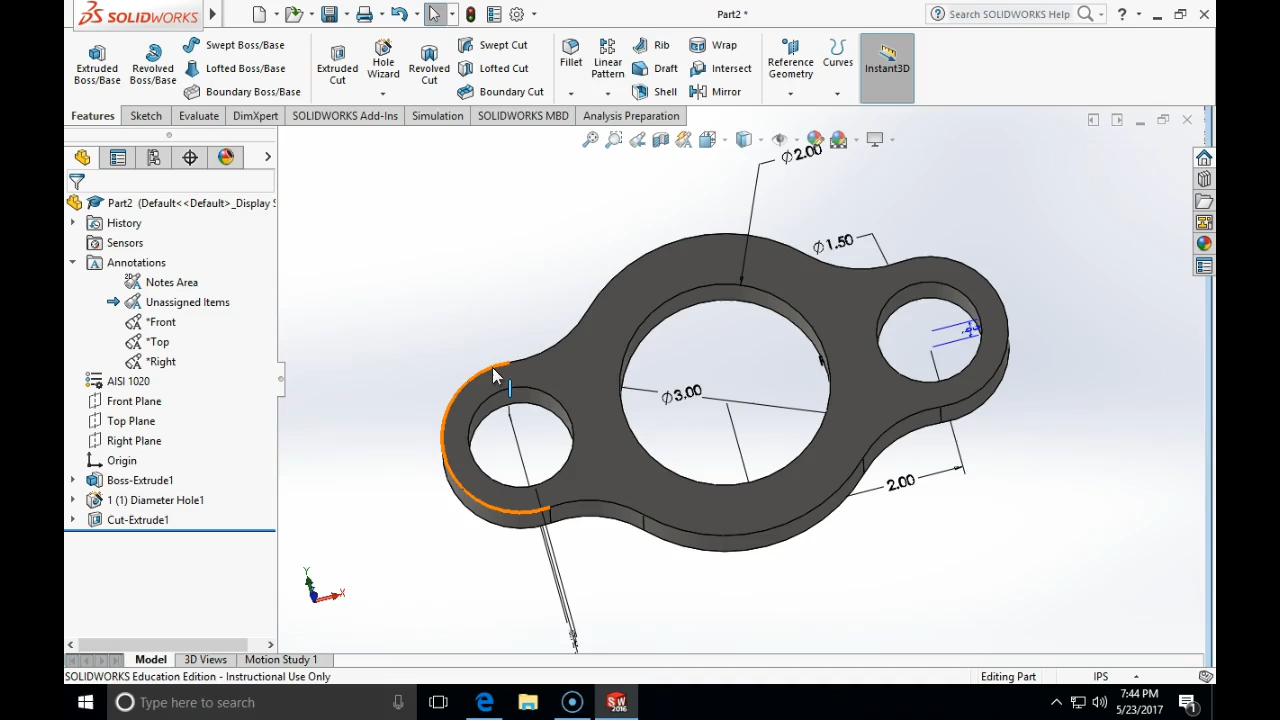 SOLIDWORKS
Part2 *
Search SOLIDWORKS Help
?
Extruded Boss/Base
Revolved Boss/Base
Swept Boss/Base
Lofted Boss/Base
Boundary Boss/Base
Extruded Cut
Hole Wizard
Revolved Cut
Swept Cut
Lofted Cut
Boundary Cut
Fillet
Linear Pattern
Rib
Draft
Shell
Wrap
Intersect
Mirror
Reference Geometry
Curves
Instant3D
Features
Sketch
Evaluate
DimXpert
SOLIDWORKS Add-Ins
Simulation
SOLIDWORKS MBD
Analysis Preparation
Part2 (Default<<Default>_Display S
History
Sensors
Annotations
Notes Area
Unassigned Items
*Front
*Top
*Right
AISI 1020
Front Plane
Top Plane
Right Plane
Origin
Boss-Extrude1
1 (1) Diameter Hole1
Cut-Extrude1
∅2.00
∅1.50
∅3.00
2.00
Y
X
Model
3D Views
Motion Study 1
SOLIDWORKS Education Edition - Instructional Use Only
Editing Part
IPS
Type here to search
SW
2016
7:44 PM
5/23/2017
1